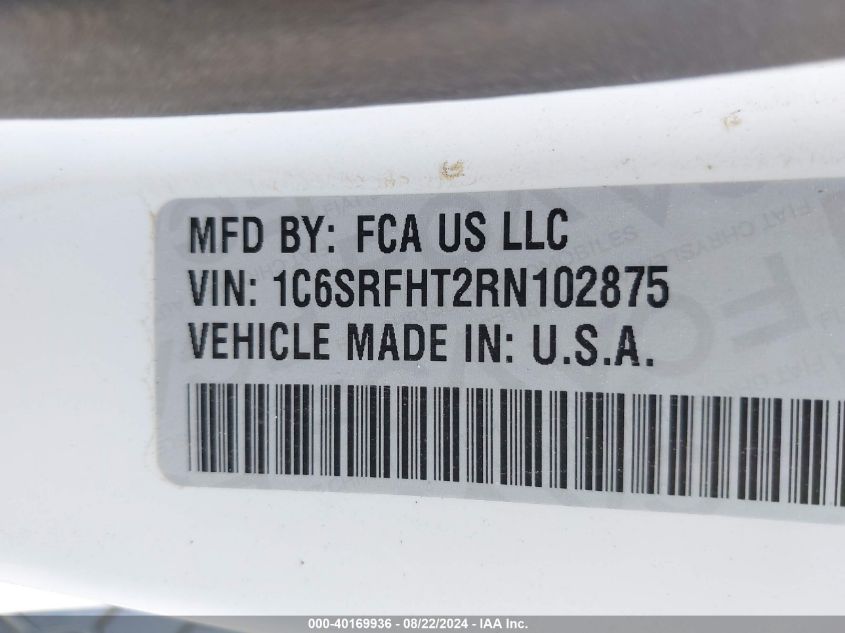 MFD BY: FCA US LLC
VIN: 1C6SRFHT2RN102875
VEHICLE MADE IN: U.S.A.
000-40169936 - 08/22/2024 - IAA Inc.